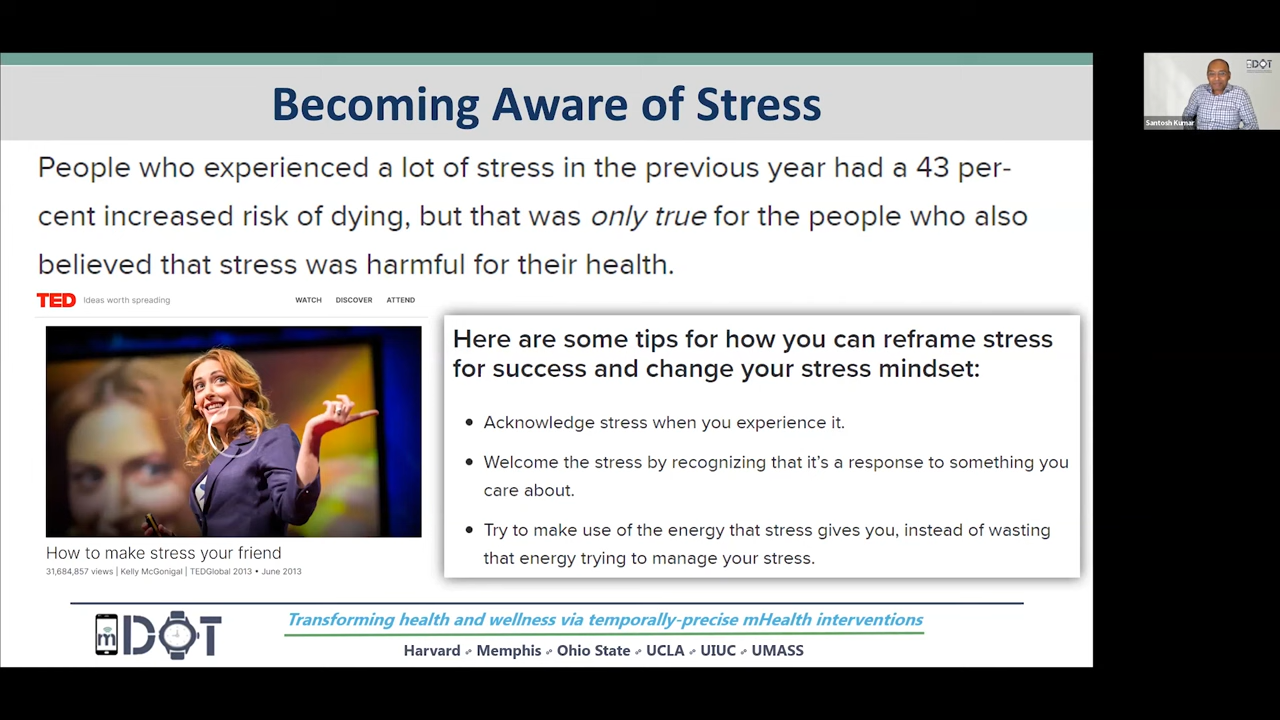 Becoming Aware of Stress
People who experienced a lot of stress in the previous year had a 43 per-
cent increased risk of dying, but that was only true for the people who also
believed that stress was harmful for their health.
TED Ideas worth spreading WATCH DISCOVER ATTEND
How to make stress your friend
31,684,857 views | Kelly McGonigal | TEDGlobal 2013 • June 2013
Here are some tips for how you can reframe stress
for success and change your stress mindset:
• Acknowledge stress when you experience it.
• Welcome the stress by recognizing that it's a response to something you
care about.
• Try to make use of the energy that stress gives you, instead of wasting
that energy trying to manage your stress.
mDOT
Transforming health and wellness via temporally-precise mHealth interventions
Harvard Memphis Ohio State UCLA UIUC UMASS
mDOT
Santosh Kumar